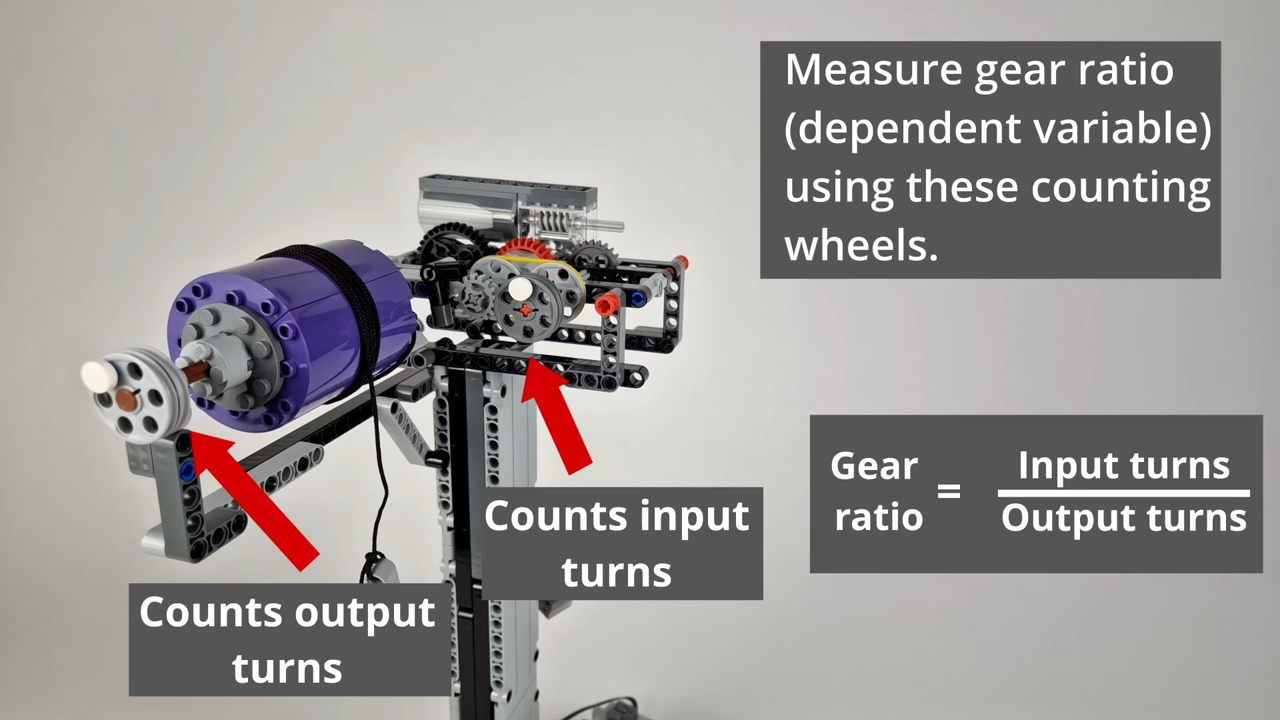 Measure gear ratio
(dependent variable)
using these counting
wheels.
Gear
ratio
=
Input turns
Output turns
Counts input
turns
Counts output
turns